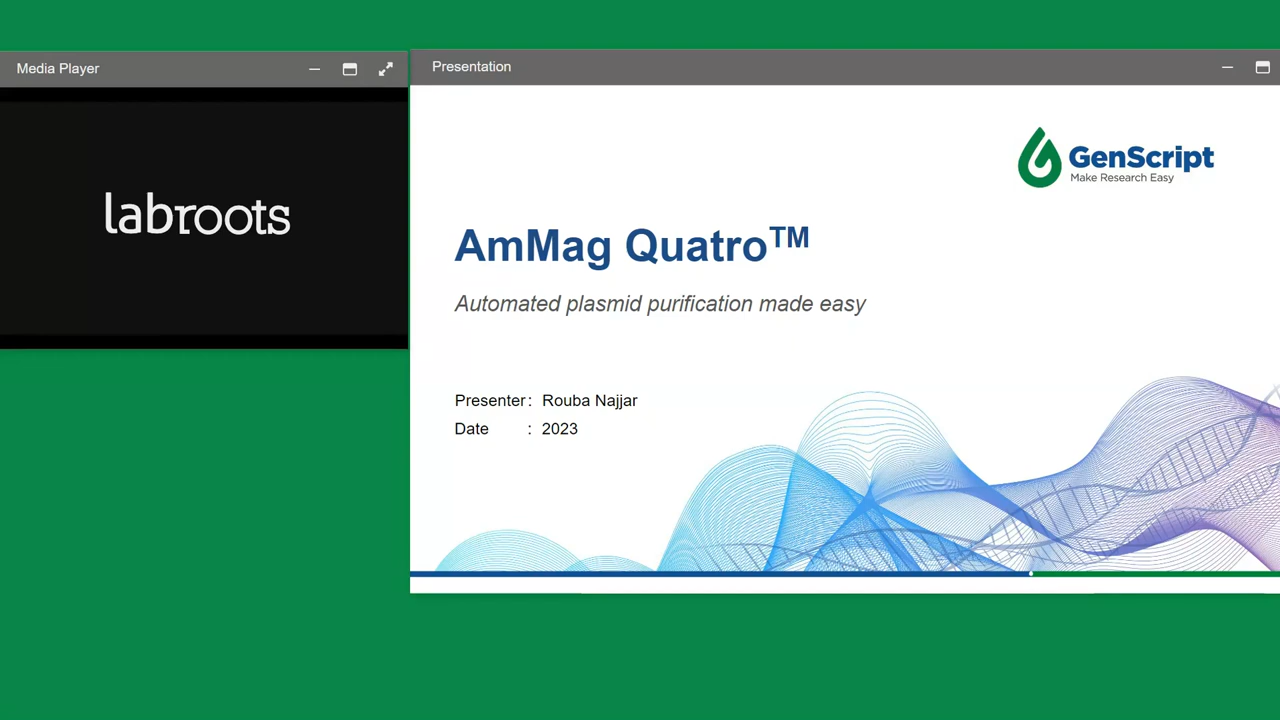 Media Player
labroots
Presentation
GenScript
Make Research Easy
AmMag Quatro™
Automated plasmid purification made easy
Presenter : Rouba Najjar
Date : 2023